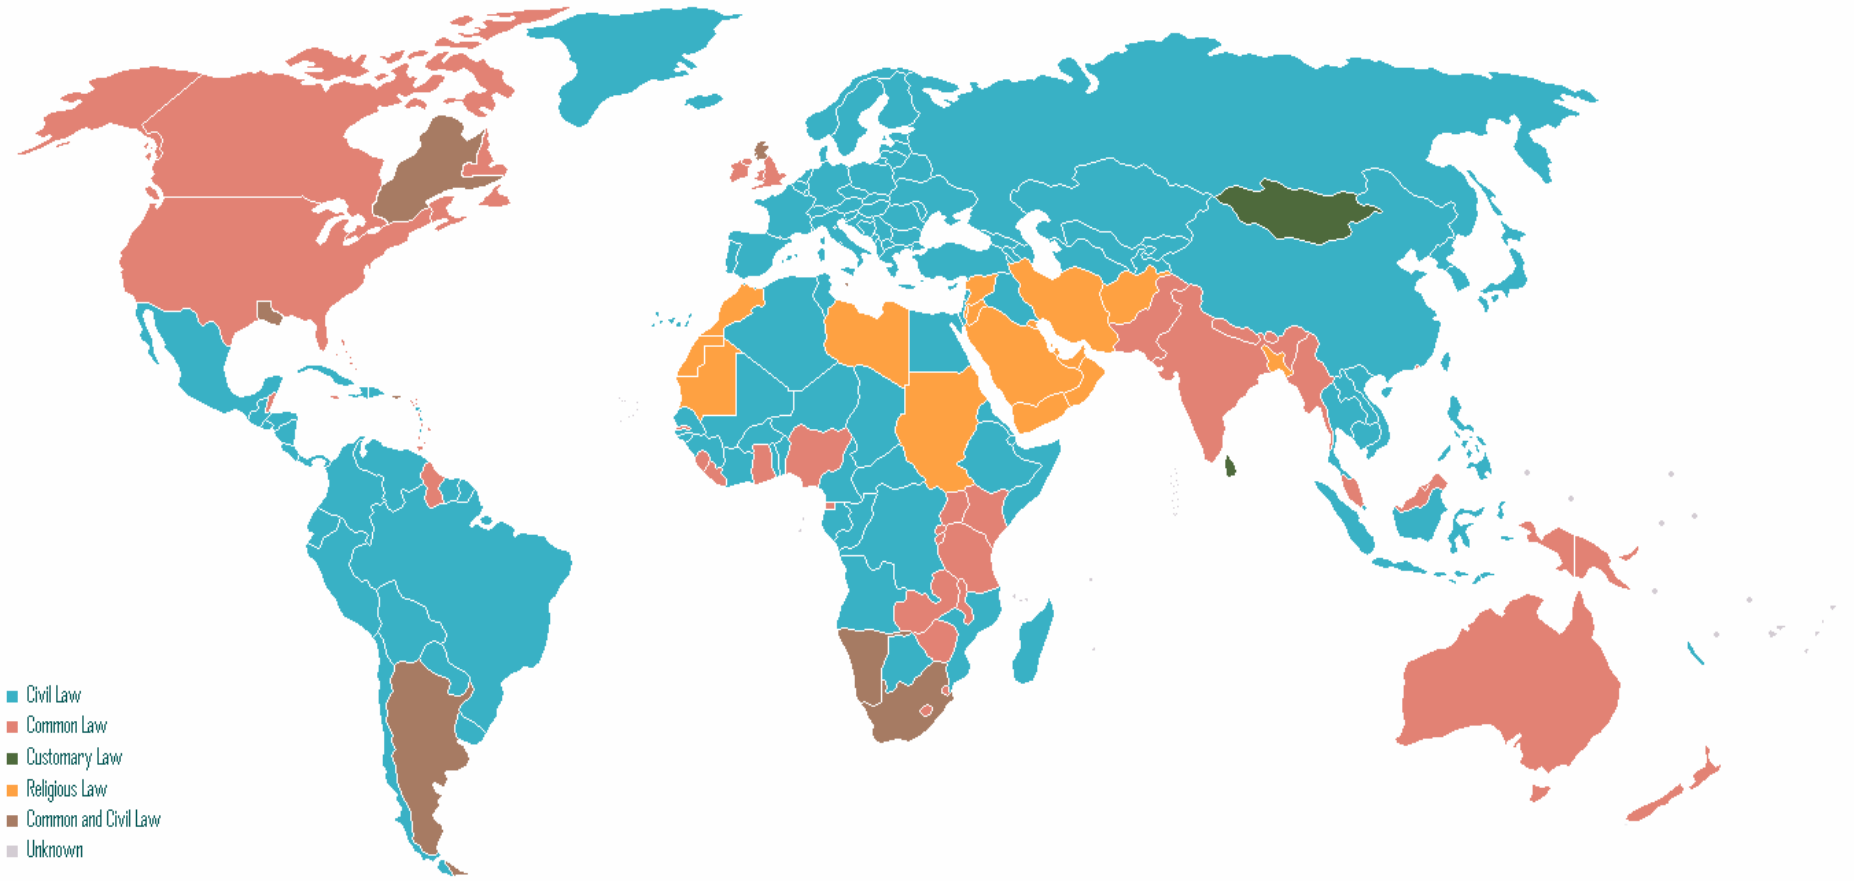 Civil Law
Common Law
Customary Law
Religious Law
Common and Civil Law
Unknown